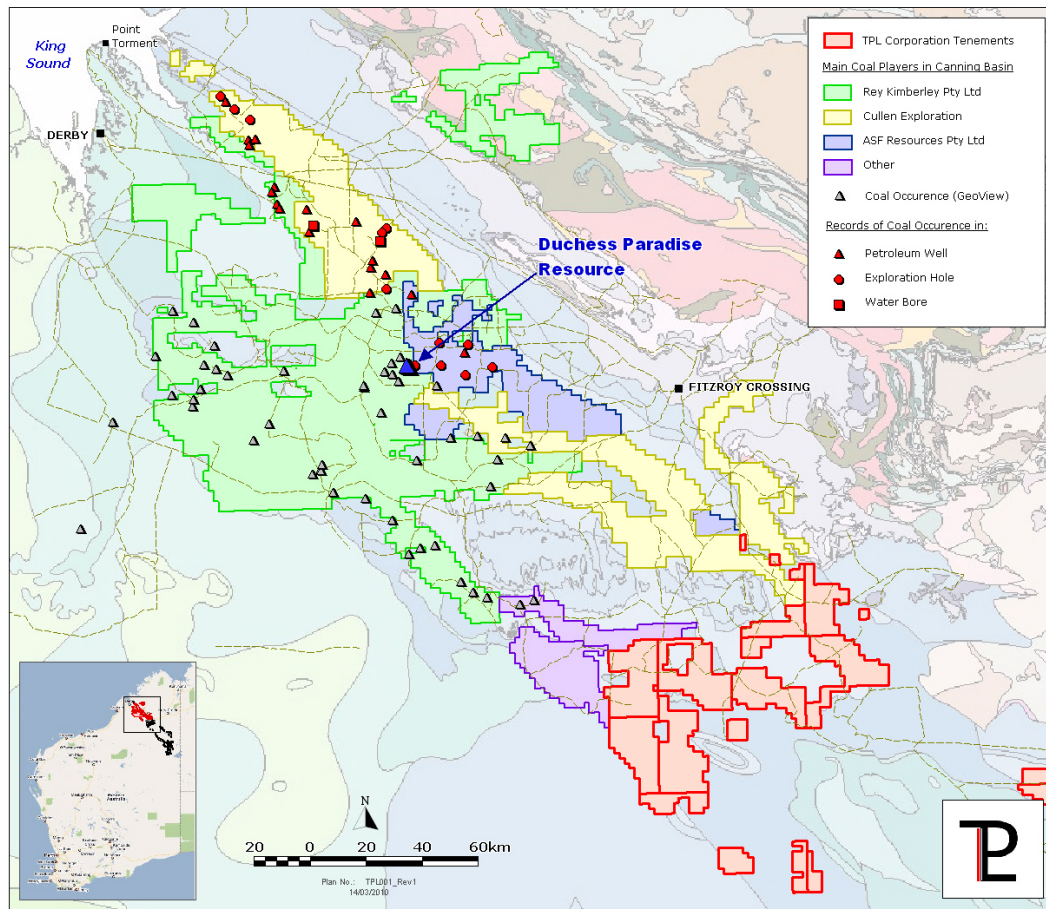 King
Sound
Point
Torment
DERBY
Duchess Paradise
Resource
FITZROY CROSSING
TPL Corporation Tenements
Main Coal Players in Canning Basin
Rey Kimberley Pty Ltd
Cullen Exploration
ASF Resources Pty Ltd
Other
Coal Occurence (GeoView)
Records of Coal Occurence in:
Petroleum Well
Exploration Hole
Water Bore
N
20 0 20 40 60km
Plan No.: TPL001_Rev1
14/03/2010
TPL